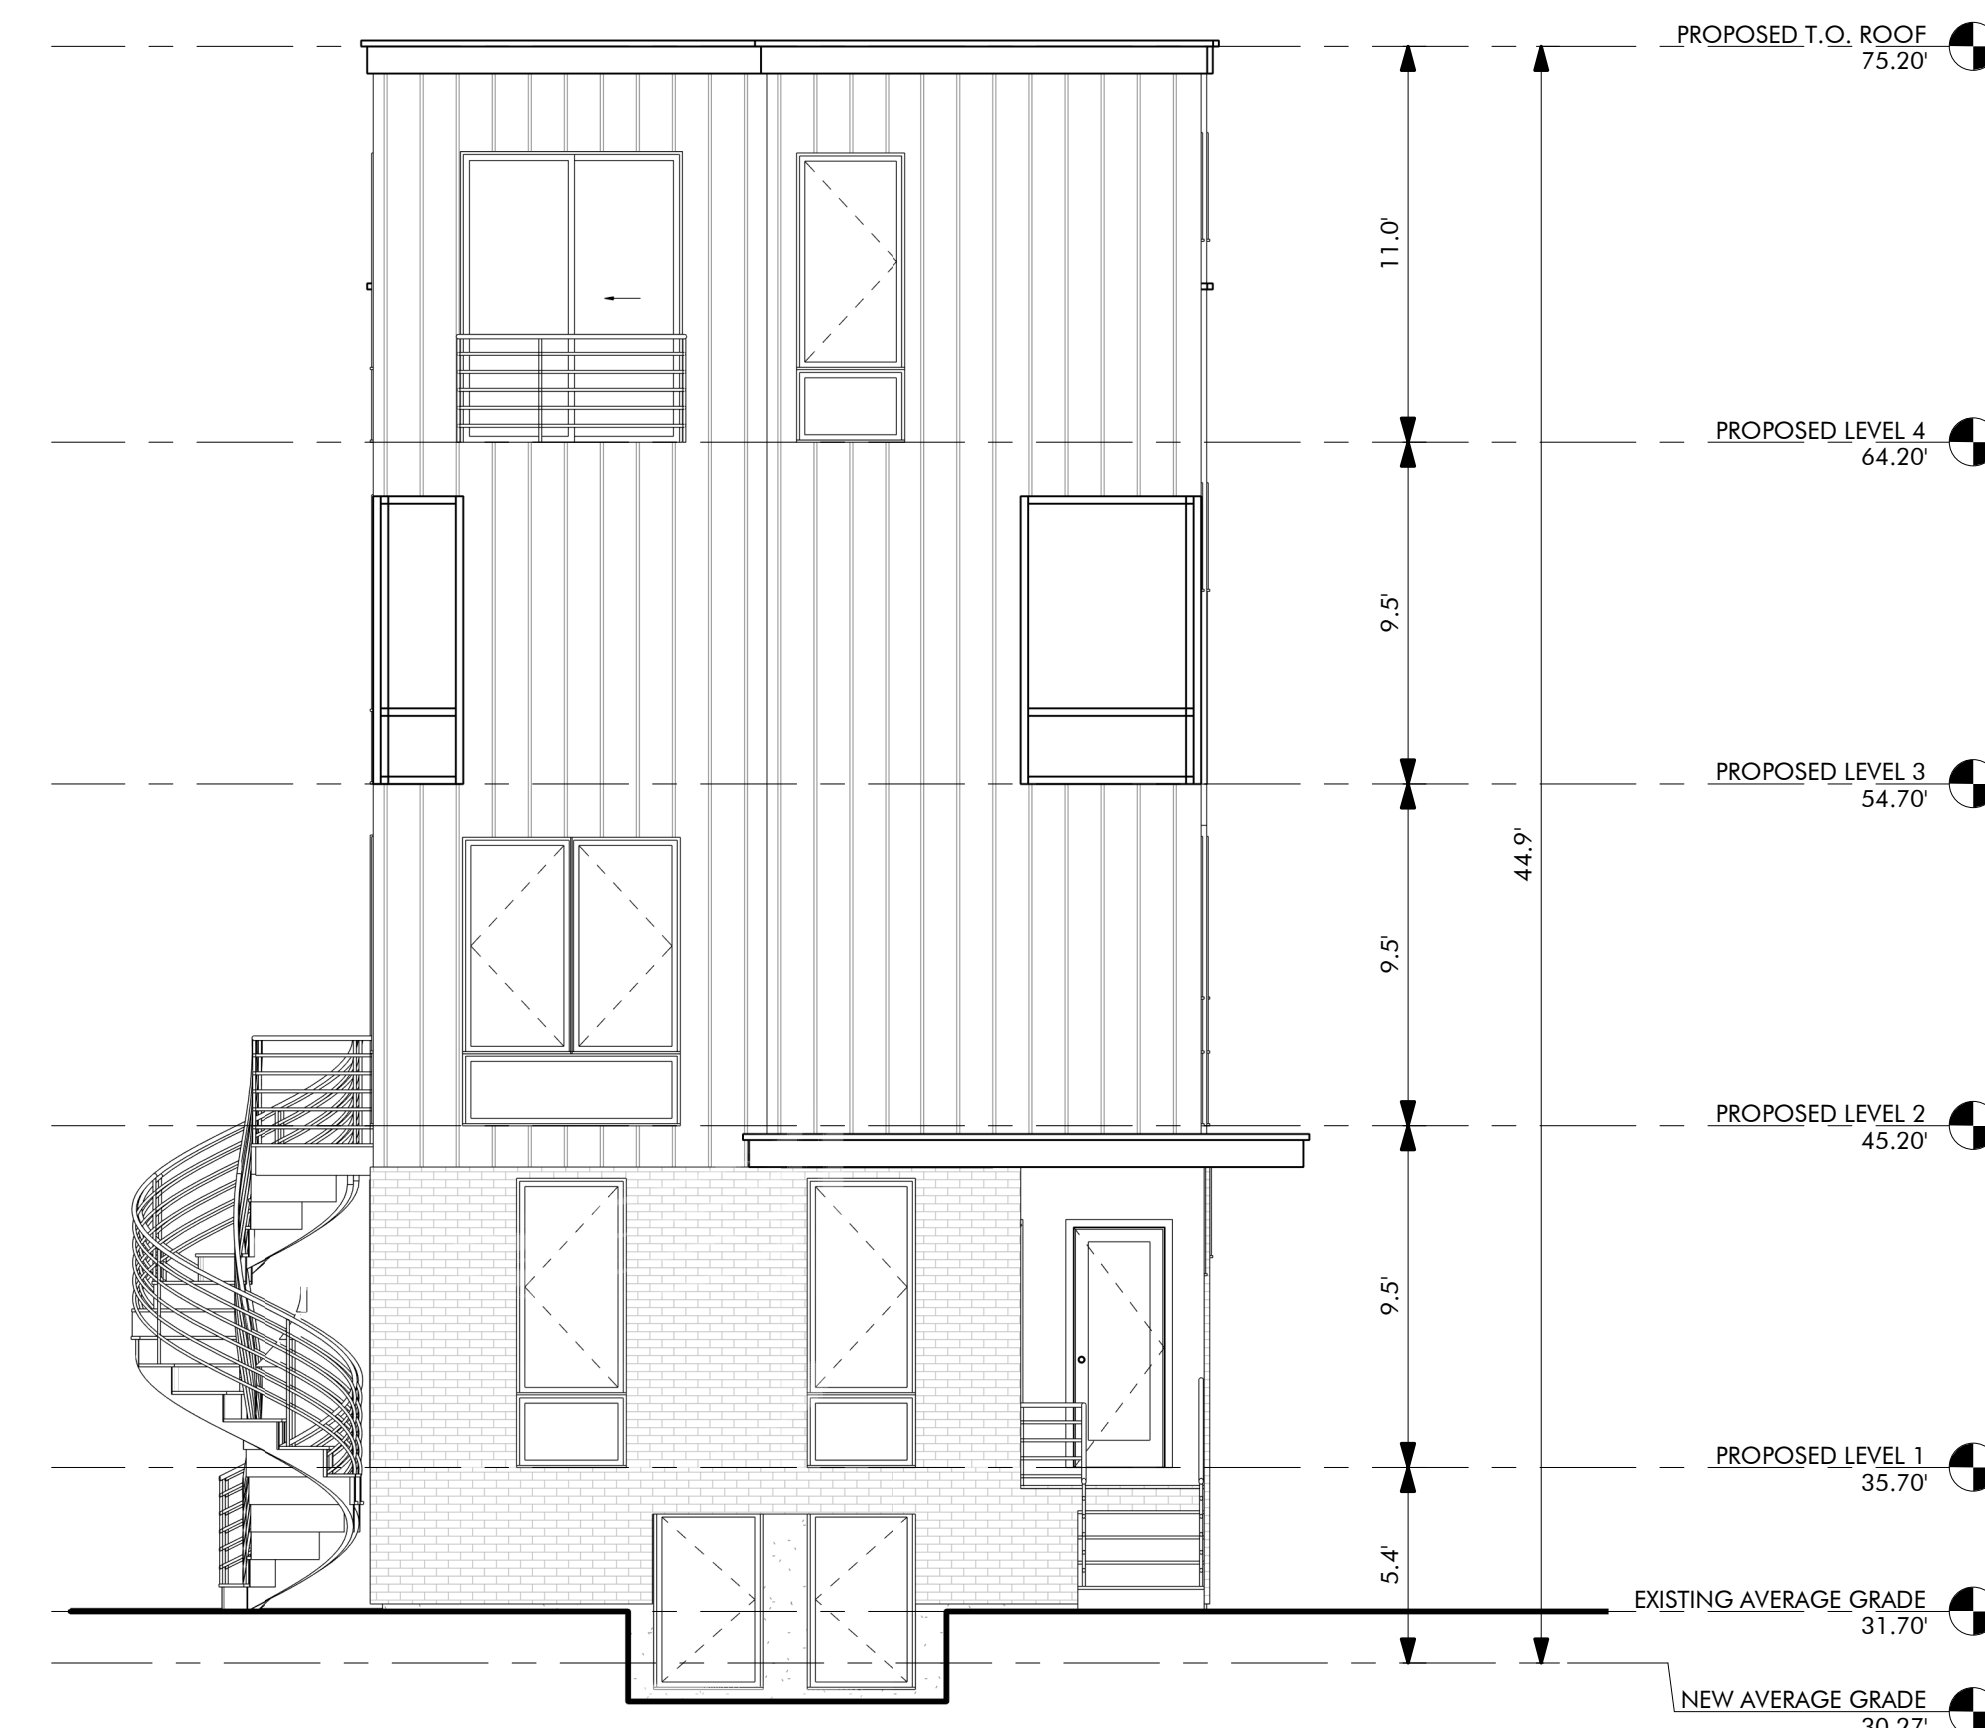 PROPOSED T.O. ROOF
75.20'
11.0'
PROPOSED LEVEL 4
64.20'
9.5'
PROPOSED LEVEL 3
54.70'
44.9'
9.5'
PROPOSED LEVEL 2
45.20'
9.5'
PROPOSED LEVEL 1
35.70'
5.4'
EXISTING AVERAGE GRADE
31.70'
NEW AVERAGE GRADE
30.27'